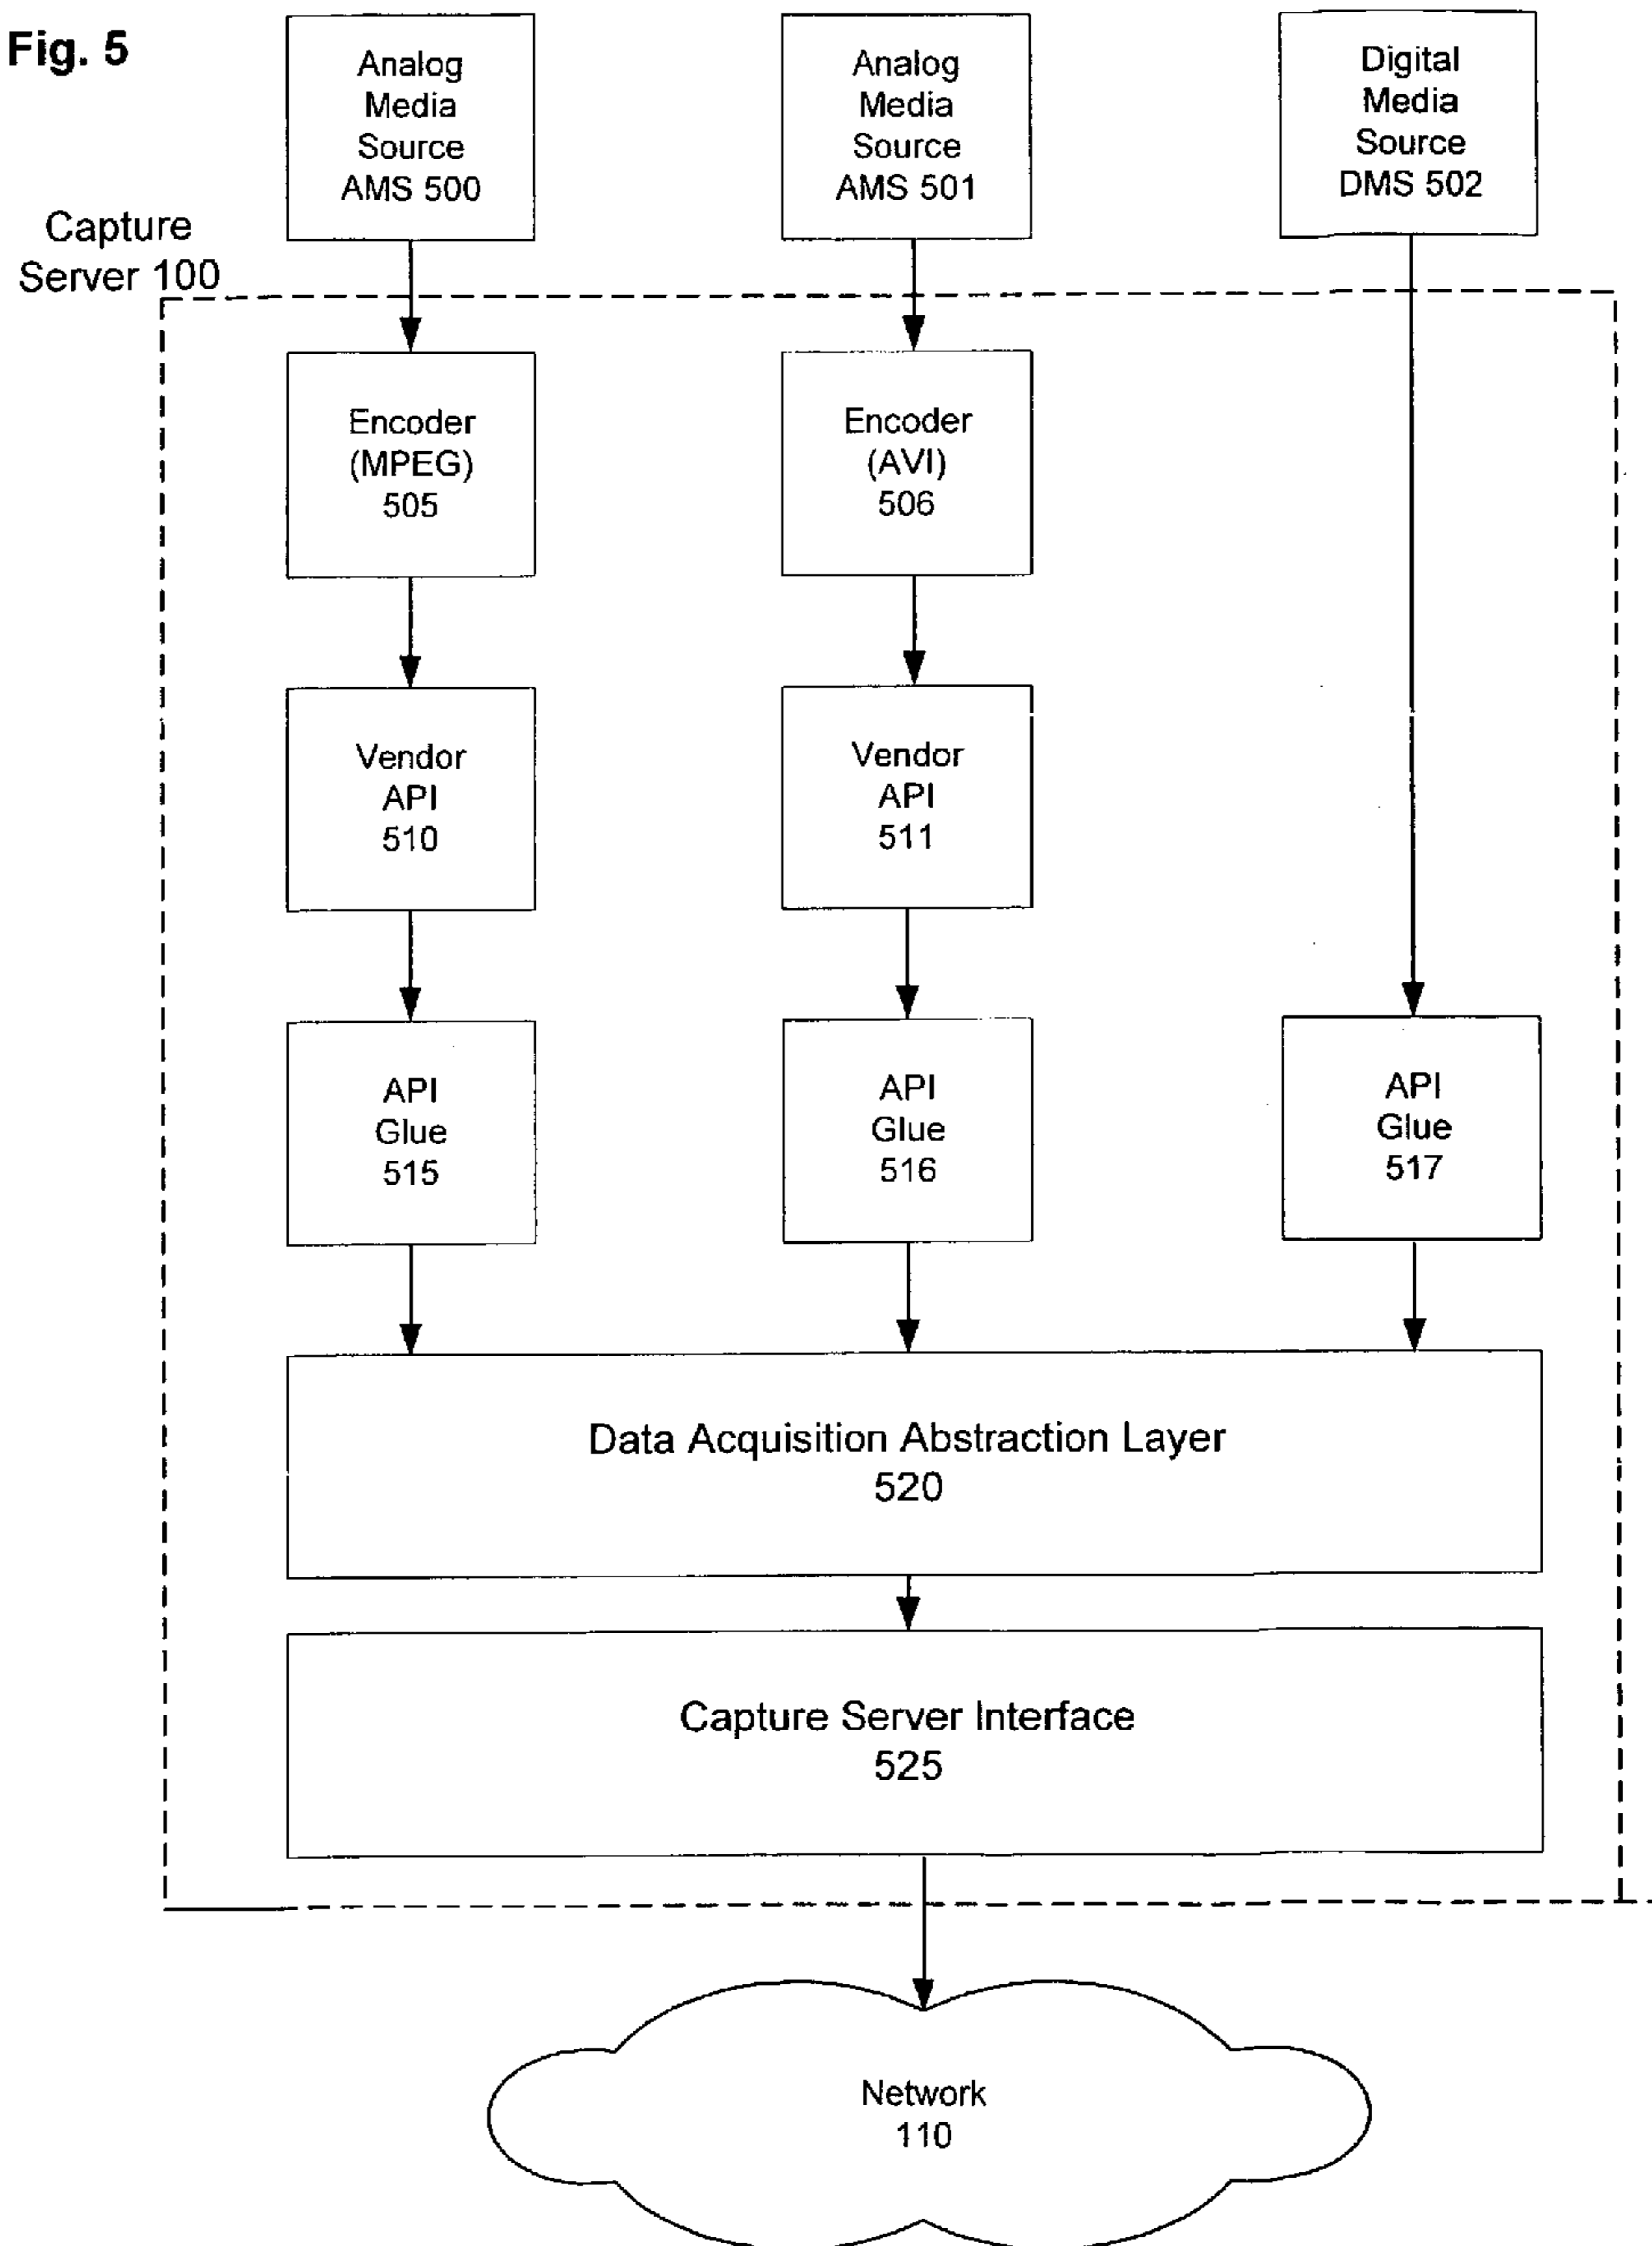 Fig. 5
Analog
Media
Source
AMS 500
Analog
Media
Source
AMS 501
Digital
Media
Source
DMS 502
Capture
Server 100
Encoder
(MPEG)
505
Encoder
(AVI)
506
Vendor
API
510
Vendor
API
511
API
Glue
515
API
Glue
516
API
Glue
517
Data Acquisition Abstraction Layer
520
Capture Server Interface
525
Network
110